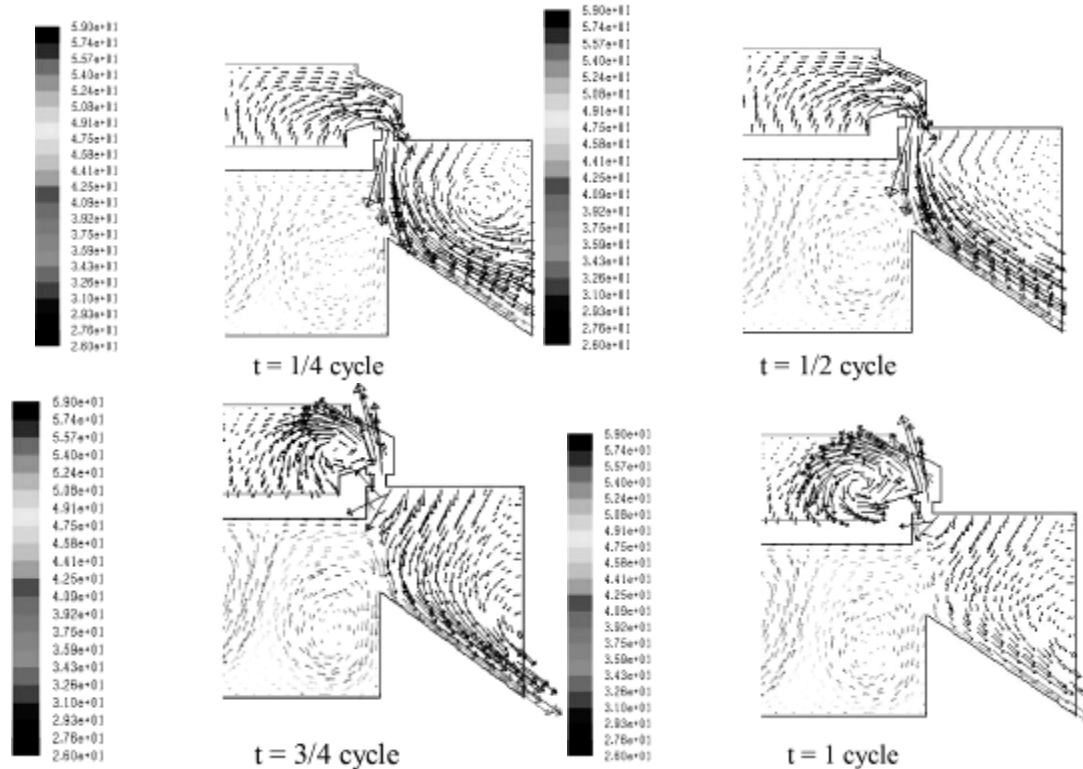 5.90e+01
5.74e+01
5.57e+01
5.40e+01
5.24e+01
5.08e+01
4.91e+01
4.75e+01
4.58e+01
4.41e+01
4.25e+01
4.09e+01
3.92e+01
3.75e+01
3.59e+01
3.43e+01
3.26e+01
3.10e+01
2.93e+01
2.76e+01
2.60e+01
t = 1/4 cycle
5.90e+01
5.74e+01
5.57e+01
5.40e+01
5.24e+01
5.08e+01
4.91e+01
4.75e+01
4.58e+01
4.41e+01
4.25e+01
4.09e+01
3.92e+01
3.75e+01
3.59e+01
3.43e+01
3.26e+01
3.10e+01
2.93e+01
2.76e+01
2.60e+01
t = 1/2 cycle
5.90e+01
5.74e+01
5.57e+01
5.40e+01
5.24e+01
5.08e+01
4.91e+01
4.75e+01
4.58e+01
4.41e+01
4.25e+01
4.09e+01
3.92e+01
3.75e+01
3.59e+01
3.43e+01
3.26e+01
3.10e+01
2.93e+01
2.76e+01
2.60e+01
t = 3/4 cycle
5.90e+01
5.74e+01
5.57e+01
5.40e+01
5.24e+01
5.08e+01
4.91e+01
4.75e+01
4.58e+01
4.41e+01
4.25e+01
4.09e+01
3.92e+01
3.75e+01
3.59e+01
3.43e+01
3.26e+01
3.10e+01
2.93e+01
2.76e+01
2.60e+01
t = 1 cycle